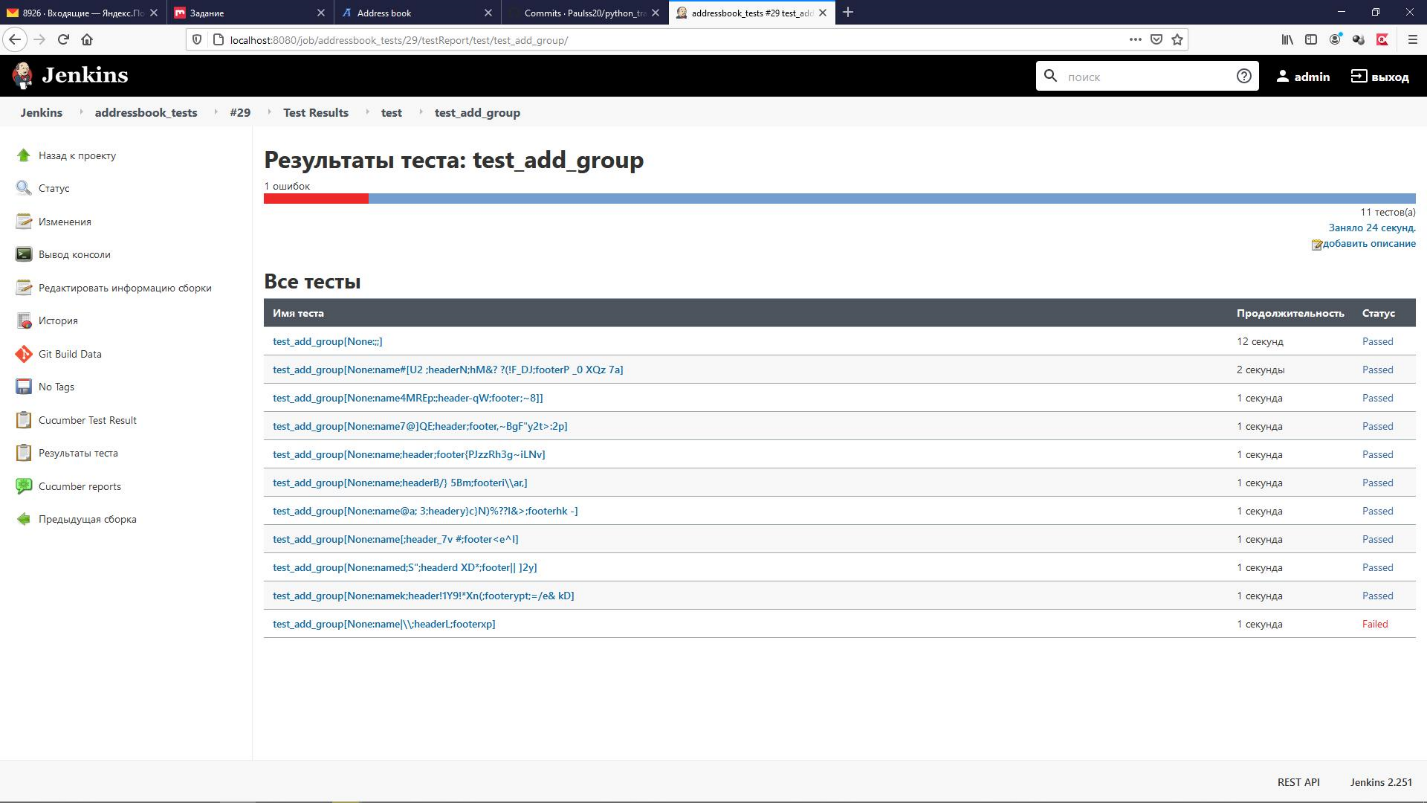 8926 · Входящие — Яндекс.По
Задание
Address book
Commits · Paulss20/python_tra
addressbook_tests #29 test_add
localhost:8080/job/addressbook_tests/29/testReport/test/test_add_group/
Jenkins
поиск
admin
выход
Jenkins
addressbook_tests
#29
Test Results
test
test_add_group
Назад к проекту
Статус
Изменения
Вывод консоли
Редактировать информацию сборки
История
Git Build Data
No Tags
Cucumber Test Result
Результаты теста
Cucumber reports
Предыдущая сборка
Результаты теста: test_add_group
1 ошибок
11 тестов(а)
Заняло 24 секунд.
добавить описание
Все тесты
Имя теста Продолжительность Статус
test_add_group[None:;;] 12 секунд Passed
test_add_group[None:name#[U2 ;headerN;hM&? ?(!F_DJ;footerP _0 XQz 7a] 2 секунды Passed
test_add_group[None:name4MREp:;header-qW;footer;~8]] 1 секунда Passed
test_add_group[None:name7@]QE;header;footer,~BgF"y2t>:2p] 1 секунда Passed
test_add_group[None:name;header;footer{PJzzRh3g~iLNv] 1 секунда Passed
test_add_group[None:name;headerB/} 5Bm;footeri\\ar,] 1 секунда Passed
test_add_group[None:name@a; 3;headery}c}N)%??I&>;footerhk -] 1 секунда Passed
test_add_group[None:name[;header_7v #;footer<e^I] 1 секунда Passed
test_add_group[None:named;S";headerd XD*;footer|| ]2y] 1 секунда Passed
test_add_group[None:namek;header!1Y9!*Xn(;footerypt;=/e& kD] 1 секунда Passed
test_add_group[None:name|\\;headerL;footerxp] 1 секунда Failed
REST API
Jenkins 2.251